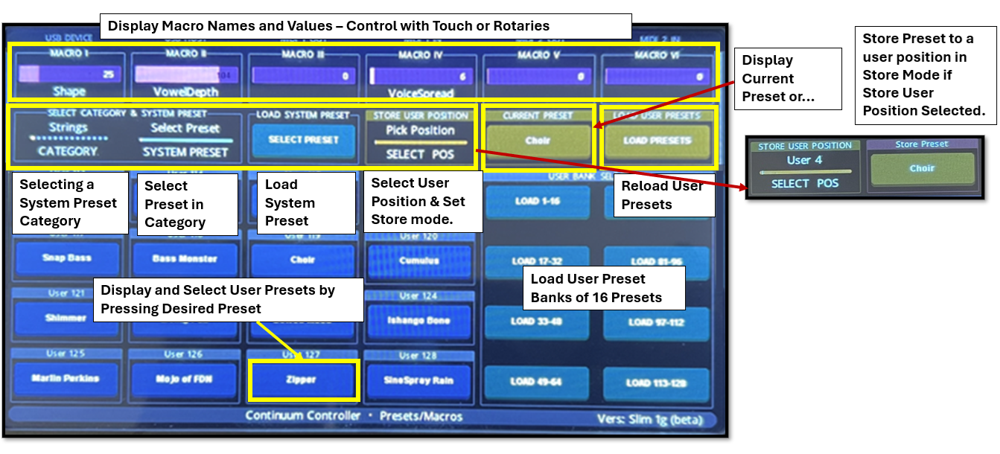 Display Macro Names and Values – Control with Touch or Rotaries
USB DEVICE
MIDI 2 IN
MACRO I
MACRO II
MACRO III
MACRO IV
MACRO V
MACRO VI
25
104
0
6
0
0
Shape
VowelDepth
VoiceSpread
Display
Current
Preset or...
Store Preset to a
user position in
Store Mode if
Store User
Position Selected.
SELECT CATEGORY & SYSTEM PRESET
LOAD SYSTEM PRESET
STORE USER POSITION
CURRENT PRESET
LOAD USER PRESETS
Strings
Select Preset
SELECT PRESET
Pick Position
Choir
LOAD PRESETS
CATEGORY
SYSTEM PRESET
SELECT POS
STORE USER POSITION
Store Preset
User 4
Choir
SELECT POS
Selecting a
System Preset
Category
Select
Preset in
Category
Load
System
Preset
Select User
Position & Set
Store mode.
USER BANK
Reload User
Presets
LOAD 1-16
User 119
User 120
Snap Bass
Bass Monster
Choir
Cumulus
LOAD 17-32
LOAD 81-96
Display and Select User Presets by
Pressing Desired Preset
Load User Preset
Banks of 16 Presets
User 121
User 124
Shimmer
Ishango Bone
LOAD 33-48
LOAD 97-112
User 125
User 126
User 127
User 128
Martin Perkins
Mojo of FDN
Zipper
SineSpray Rain
LOAD 49-64
LOAD 113-128
Continuum Controller • Presets/Macros
Vers: Slim 1g (beta)